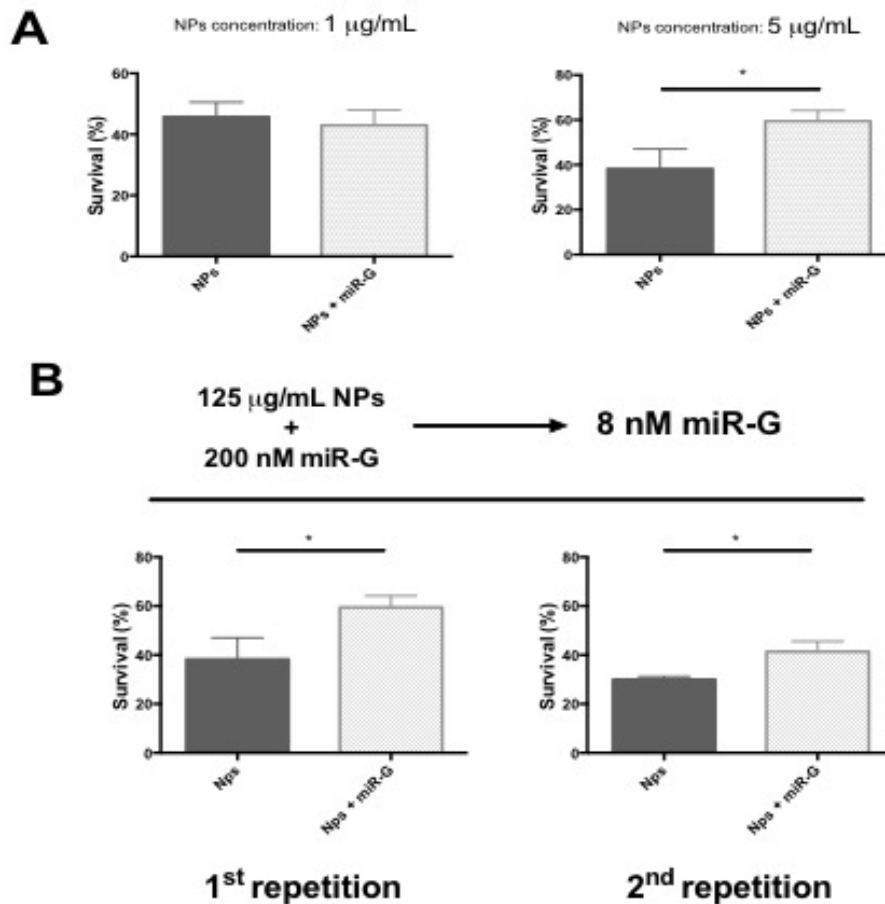 A
NPs concentration: 1 μg/mL
60
40
20
0
Survival (%)
NPs
NPs + miR-G
NPs concentration: 5 μg/mL
*
80
60
40
20
0
Survival (%)
NPs
NPs + miR-G
B
125 μg/mL NPs
+
200 nM miR-G
8 nM miR-G
*
80
60
40
20
0
Survival (%)
Nps
Nps + miR-G
1st repetition
*
80
60
40
20
0
Survival (%)
Nps
Nps + miR-G
2nd repetition